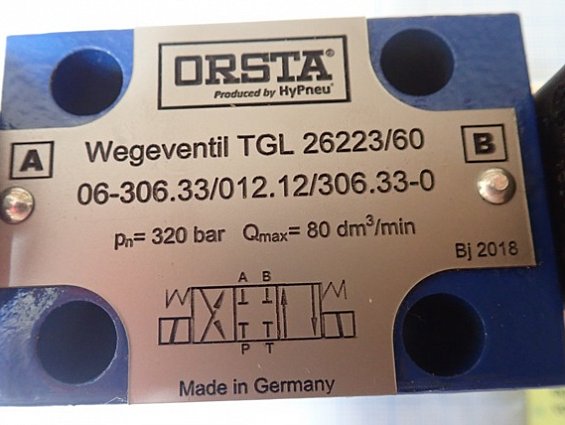 ORSTA®
Produced by HyPneu®
A
Wegeventil TGL 26223/60
B
06-306.33/012.12/306.33-0
pn= 320 bar Qmax= 80 dm³/min
Bj 2018
A B
P T
Made in Germany